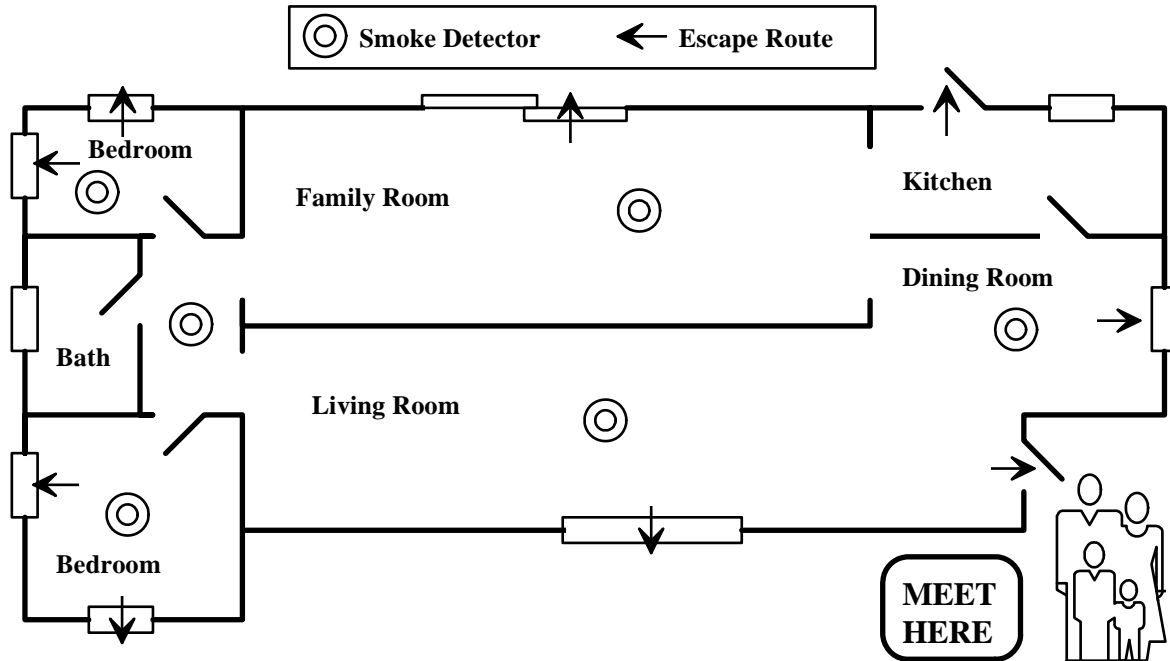 Smoke Detector
Escape Route
Bedroom
Family Room
Kitchen
Dining Room
Bath
Living Room
Bedroom
MEET
HERE